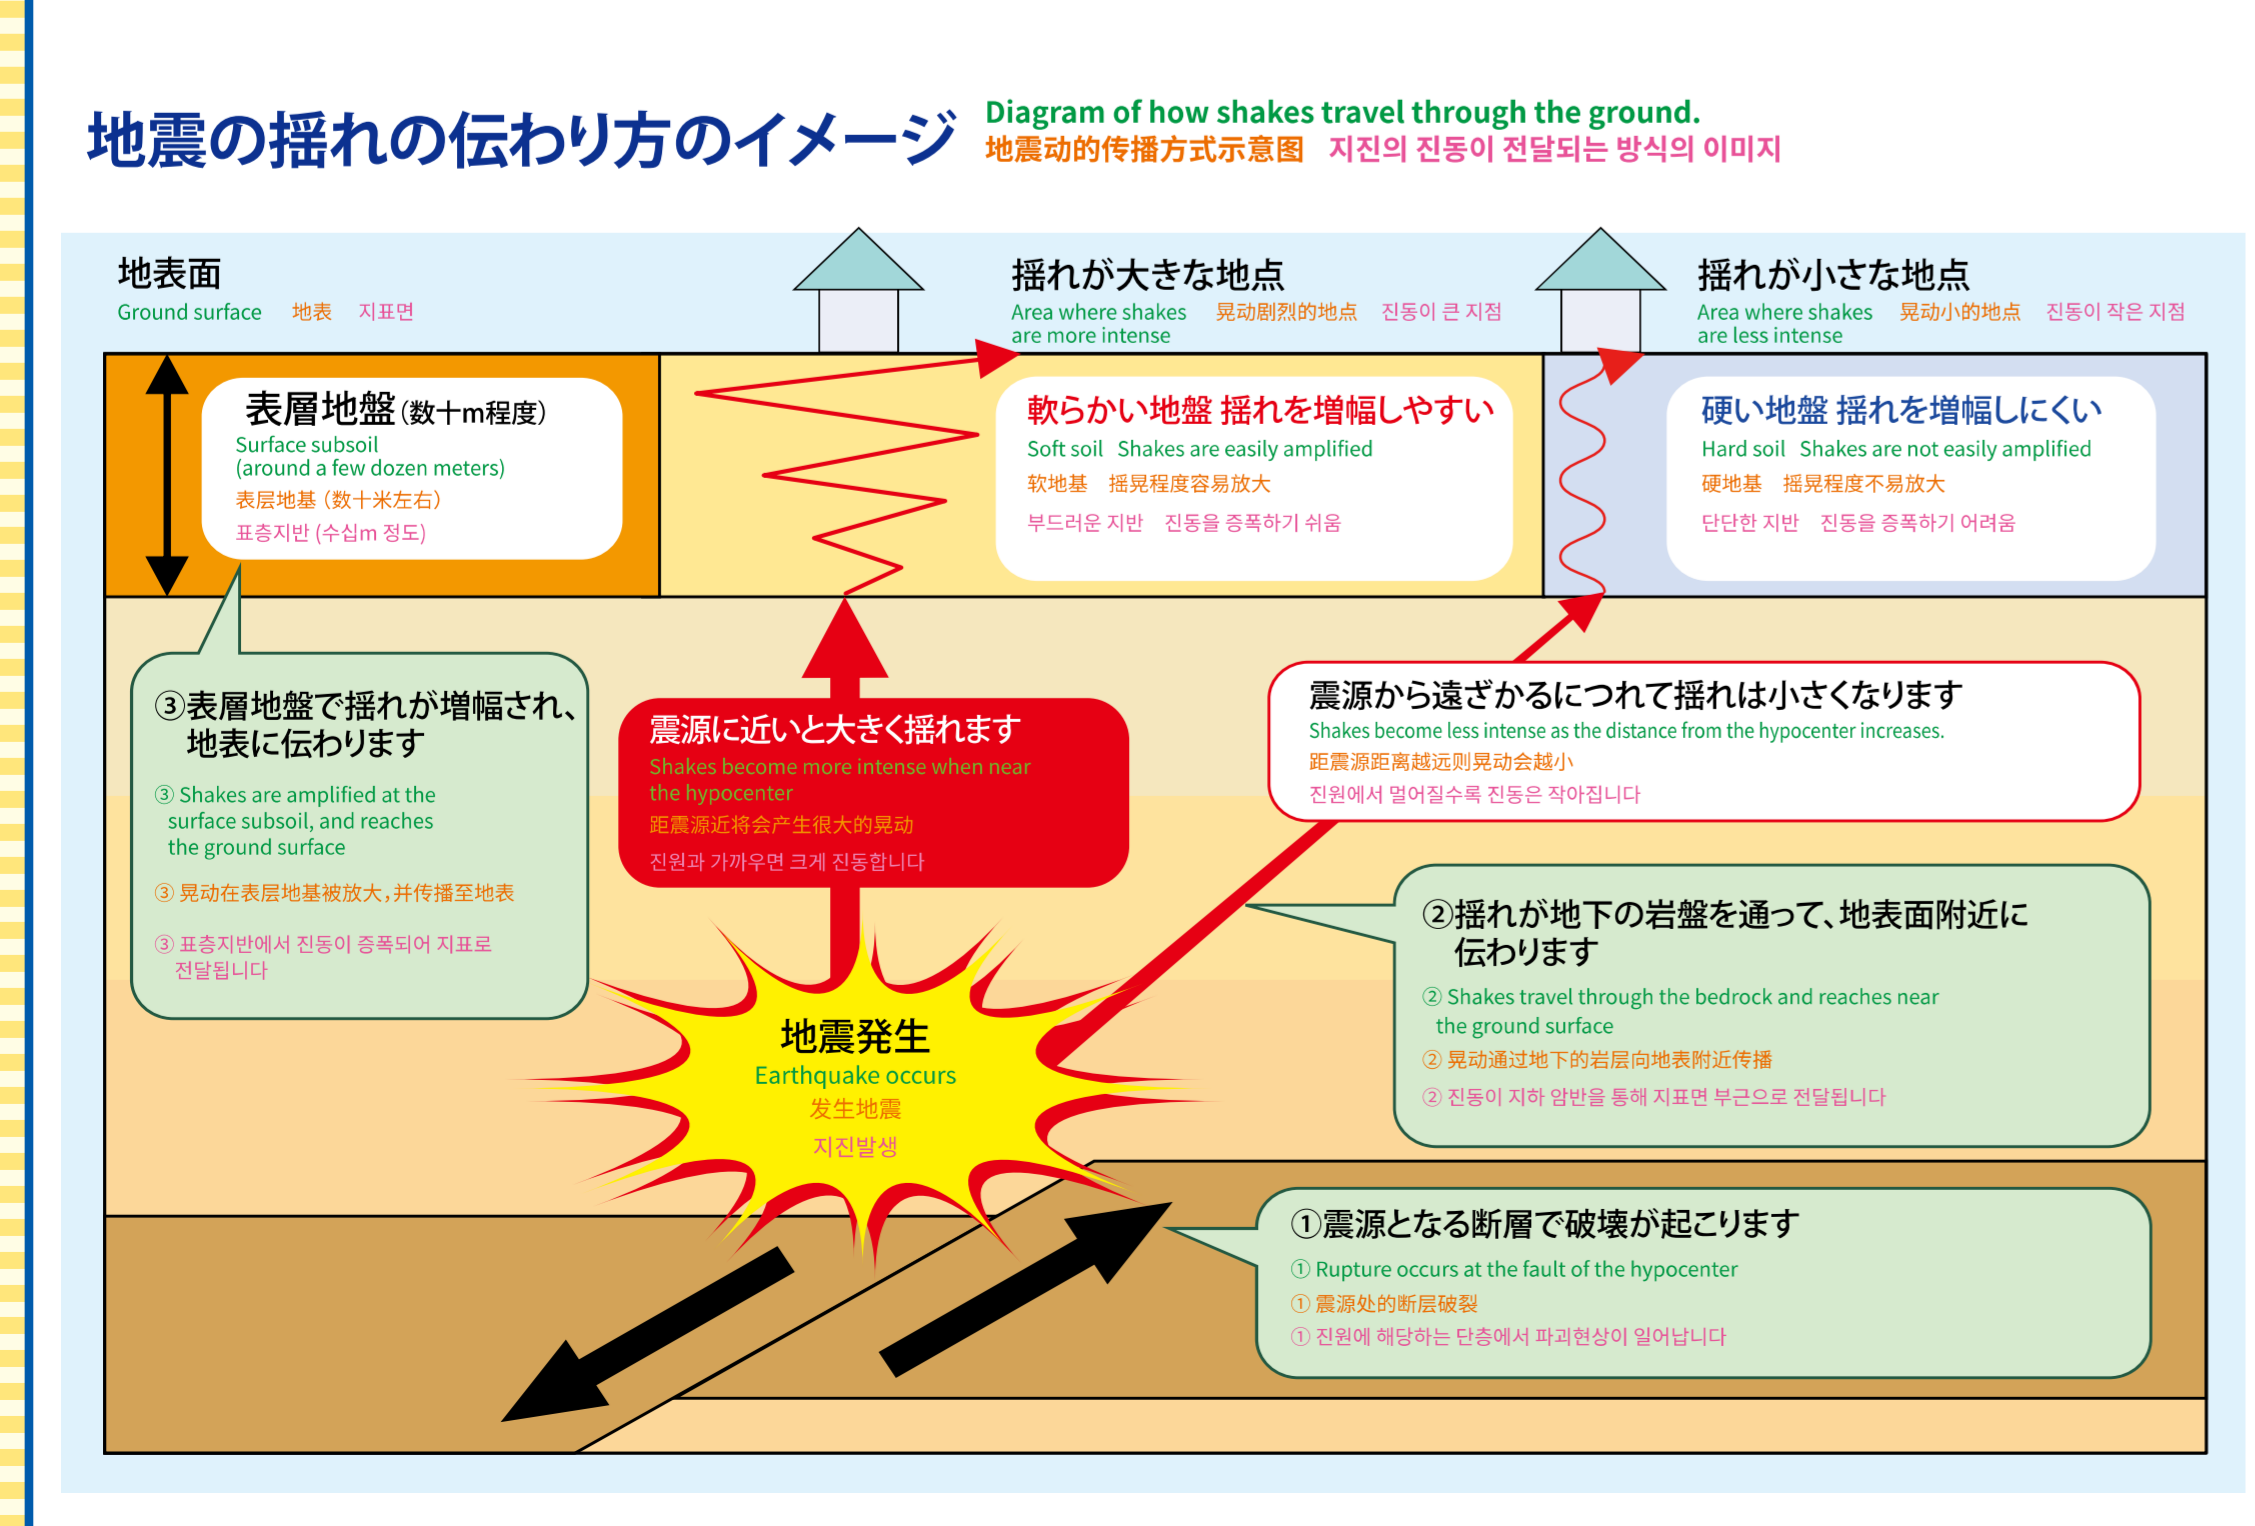 地震の揺れの伝わり方のイメージ
Diagram of how shakes travel through the ground.
地震动的传播方式示意图 지진의 진동이 전달되는 방식의 이미지
地表面
Ground surface 地表 지표면
揺れが大きな地点
Area where shakes 晃动剧烈的地点 진동이 큰 지점
are more intense
揺れが小さな地点
Area where shakes 晃动小的地点 진동이 작은 지점
are less intense
表層地盤(数十m程度)
Surface subsoil
(around a few dozen meters)
表层地基(数十米左右)
표층지반 (수십m 정도)
軟らかい地盤 揺れを増幅しやすい
Soft soil Shakes are easily amplified
软地基 摇晃程度容易放大
부드러운 지반 진동을 증폭하기 쉬움
硬い地盤 揺れを増幅しにくい
Hard soil Shakes are not easily amplified
硬地基 摇晃程度不易放大
단단한 지반 진동을 증폭하기 어려움
③表層地盤で揺れが増幅され、
地表に伝わります
③ Shakes are amplified at the
surface subsoil, and reaches
the ground surface
③ 晃动在表层地基被放大,并传播至地表
③ 표층지반에서 진동이 증폭되어 지표로
전달됩니다
震源に近いと大きく揺れます
Shakes become more intense when near
the hypocenter
距震源近将会产生很大的晃动
진원과 가까우면 크게 진동합니다
震源から遠ざかるにつれて揺れは小さくなります
Shakes become less intense as the distance from the hypocenter increases.
距震源距离越远则晃动会越小
진원에서 멀어질수록 진동은 작아집니다
②揺れが地下の岩盤を通って、地表面附近に
伝わります
② Shakes travel through the bedrock and reaches near
the ground surface
② 晃动通过地下的岩层向地表附近传播
② 진동이 지하 암반을 통해 지표면 부근으로 전달됩니다
地震発生
Earthquake occurs
发生地震
지진발생
①震源となる断層で破壊が起こります
① Rupture occurs at the fault of the hypocenter
① 震源处的断层破裂
① 진원에 해당하는 단층에서 파괴현상이 일어납니다